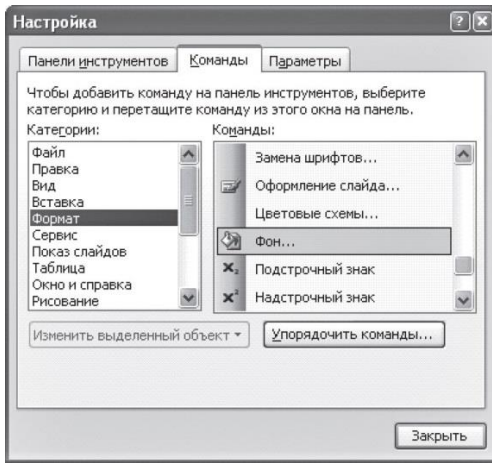 Настройка
Панели инструментов
Команды
Параметры
Чтобы добавить команду на панель инструментов, выберите
категорию и перетащите команду из этого окна на панель.
Категории:
Файл
Правка
Вид
Вставка
Формат
Сервис
Показ слайдов
Таблица
Окно и справка
Рисование
Команды:
Замена шрифтов...
Оформление слайда...
Цветовые схемы...
Фон...
Подстрочный знак
Надстрочный знак
Изменить выделенный объект
Упорядочить команды...
Закрыть